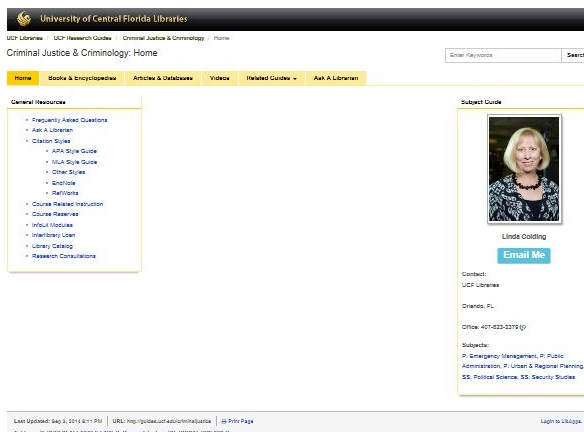 University of Central Florida Libraries
UCF Libraries / UCF Research Guides / Criminal Justice & Criminology / Home
Criminal Justice & Criminology: Home
Enter Keywords
Search
Home Books & Encyclopedias Articles & Databases Videos Related Guides Ask A Librarian
General Resources
Frequently Asked Questions
Ask A Librarian
Citation Styles
APA Style Guide
MLA Style Guide
Other Styles
EndNote
RefWorks
Course Related Instruction
Course Reserves
InfoLit Modules
Interlibrary Loan
Library Catalog
Research Consultations
Subject Guide
Linda Colding
Email Me
Contact:
UCF Libraries
Orlando, FL
Office: 407-823-2379
Subjects:
P: Emergency Management, P: Public
Administration, P: Urban & Regional Planning,
SS: Political Science, SS: Security Studies
Last Updated: Sep 3, 2014 8:11 PM URL: http://guides.ucf.edu/criminaljustice Print Page
Login to LibApps